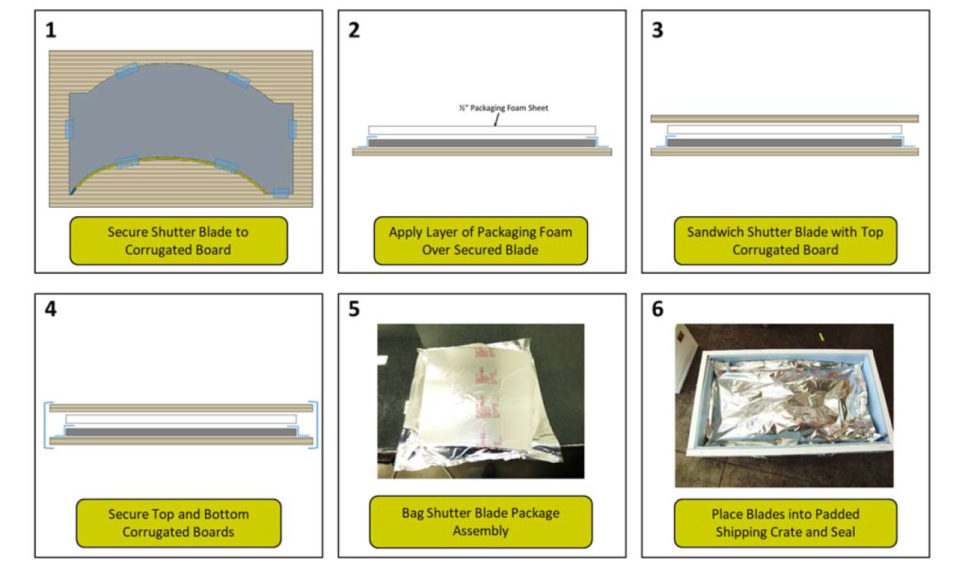 1
Secure Shutter Blade to
Corrugated Board
2
½" Packaging Foam Sheet
Apply Layer of Packaging Foam
Over Secured Blade
3
Sandwich Shutter Blade with Top
Corrugated Board
4
Secure Top and Bottom
Corrugated Boards
5
Bag Shutter Blade Package
Assembly
6
Place Blades into Padded
Shipping Crate and Seal